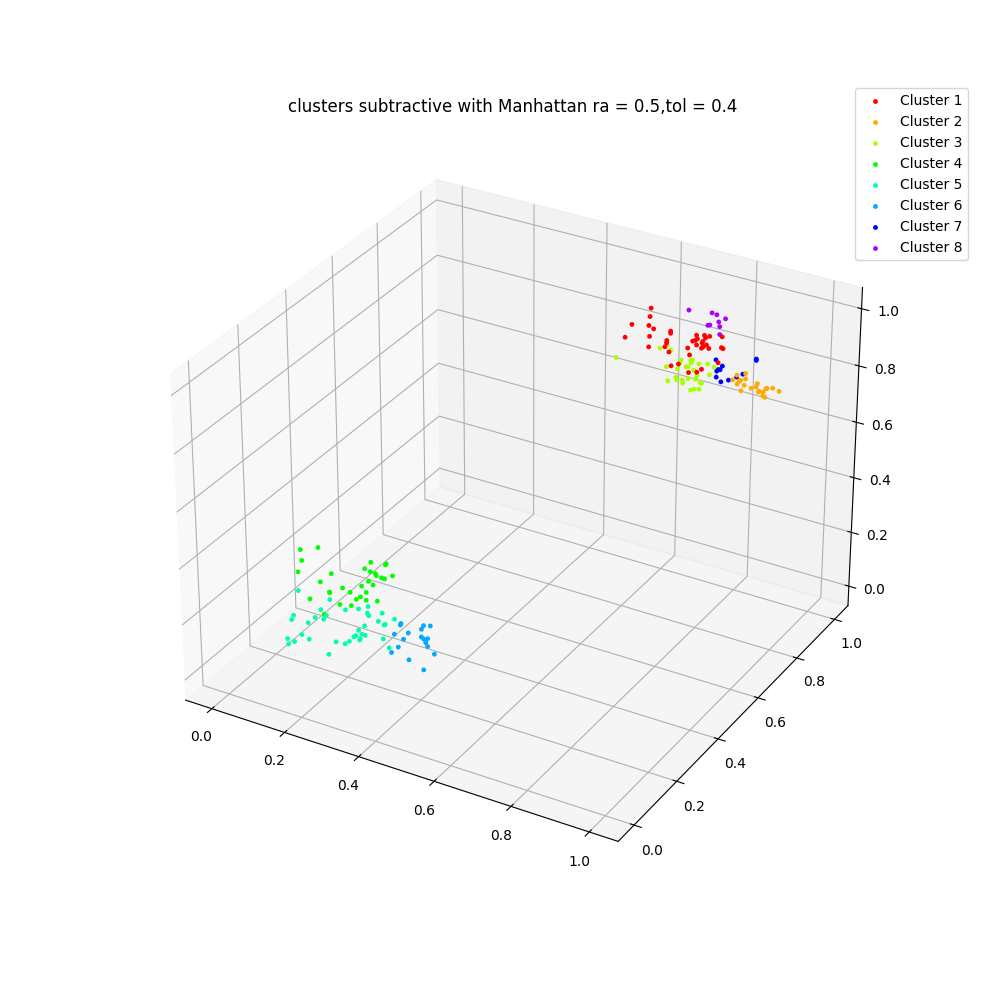 clusters subtractive with Manhattan ra = 0.5,tol = 0.4
Cluster 1
Cluster 2
Cluster 3
Cluster 4
Cluster 5
Cluster 6
Cluster 7
Cluster 8
1.0
0.8
0.6
0.4
0.2
0.0
0.0
0.2
0.4
0.6
0.8
1.0
0.0
0.2
0.4
0.6
0.8
1.0